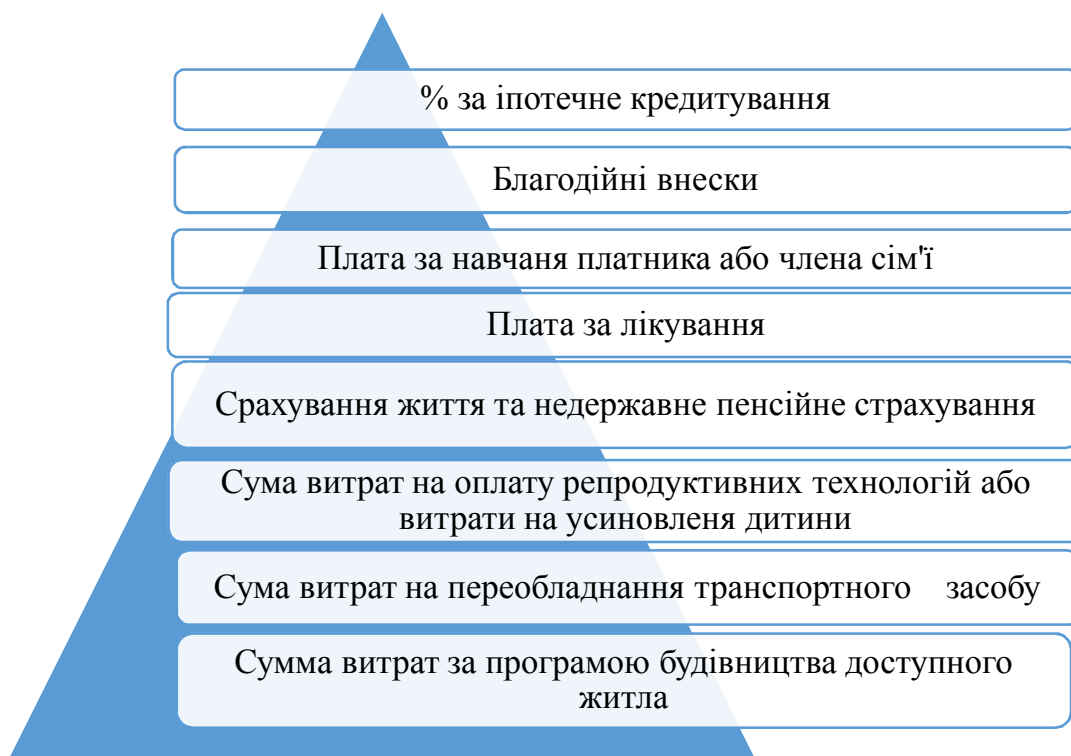 % за іпотечне кредитування
Благодійні внески
Плата за навчаня платника або члена сім'ї
Плата за лікування
Срахування життя та недержавне пенсійне страхування
Сума витрат на оплату репродуктивних технологій або
витрати на усиновленя дитини
Сума витрат на переобладнання транспортного засобу
Сумма витрат за програмою будівництва доступного
житла